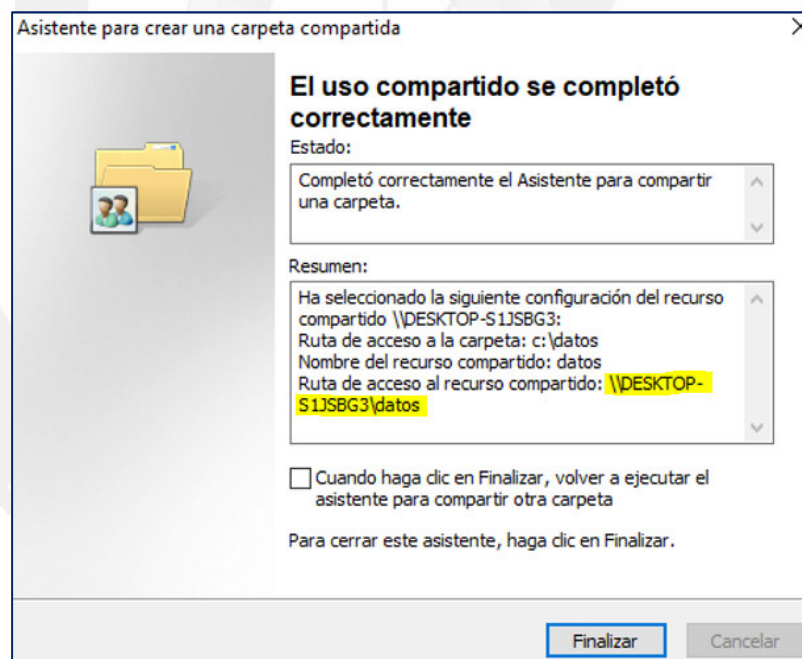 Asistente para crear una carpeta compartida
El uso compartido se completó
correctamente
Estado:
Completó correctamente el Asistente para compartir
una carpeta.
Resumen:
Ha seleccionado la siguiente configuración del recurso
compartido \\DESKTOP-S1JSBG3:
Ruta de acceso a la carpeta: c:\datos
Nombre del recurso compartido: datos
Ruta de acceso al recurso compartido: \\DESKTOP-
S1JSBG3\datos
Cuando haga clic en Finalizar, volver a ejecutar el
asistente para compartir otra carpeta
Para cerrar este asistente, haga clic en Finalizar.
Finalizar
Cancelar